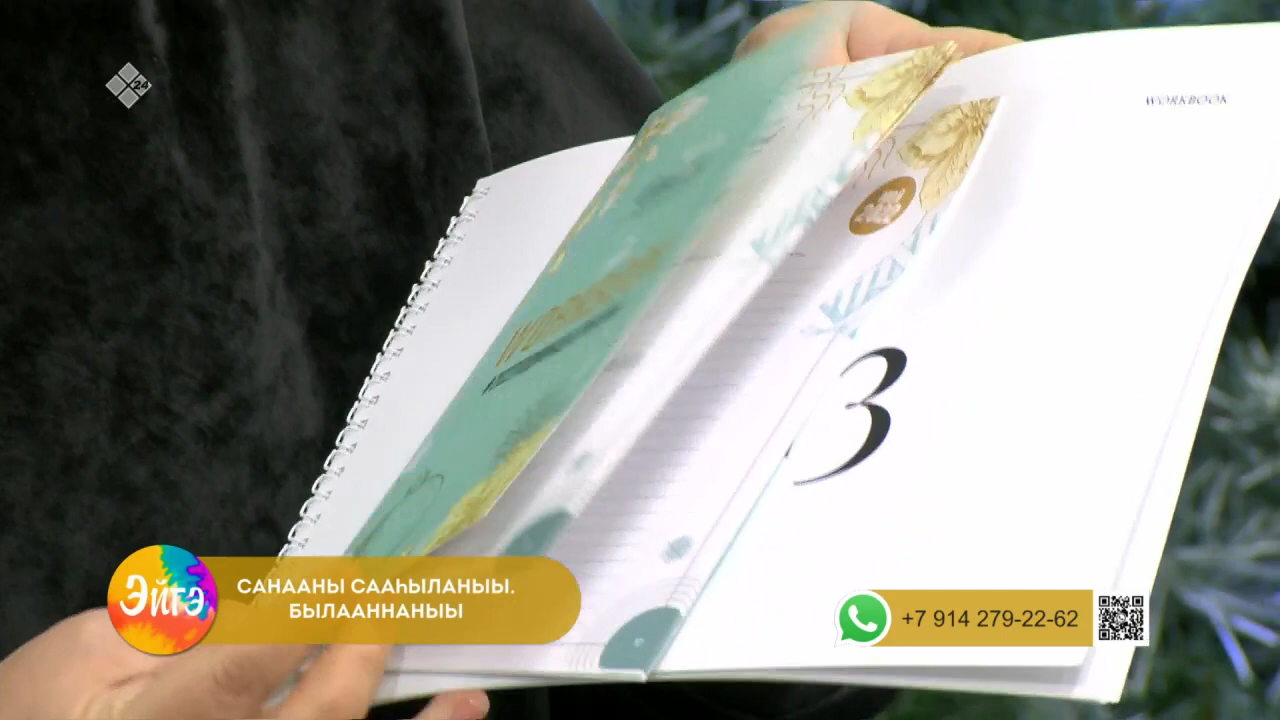 24
WORKBOOK
3
Эйгэ
САНААНЫ СААҺЫЛАНЫЫ.
БЫЛААННАНЫЫ
+7 914 279-22-62